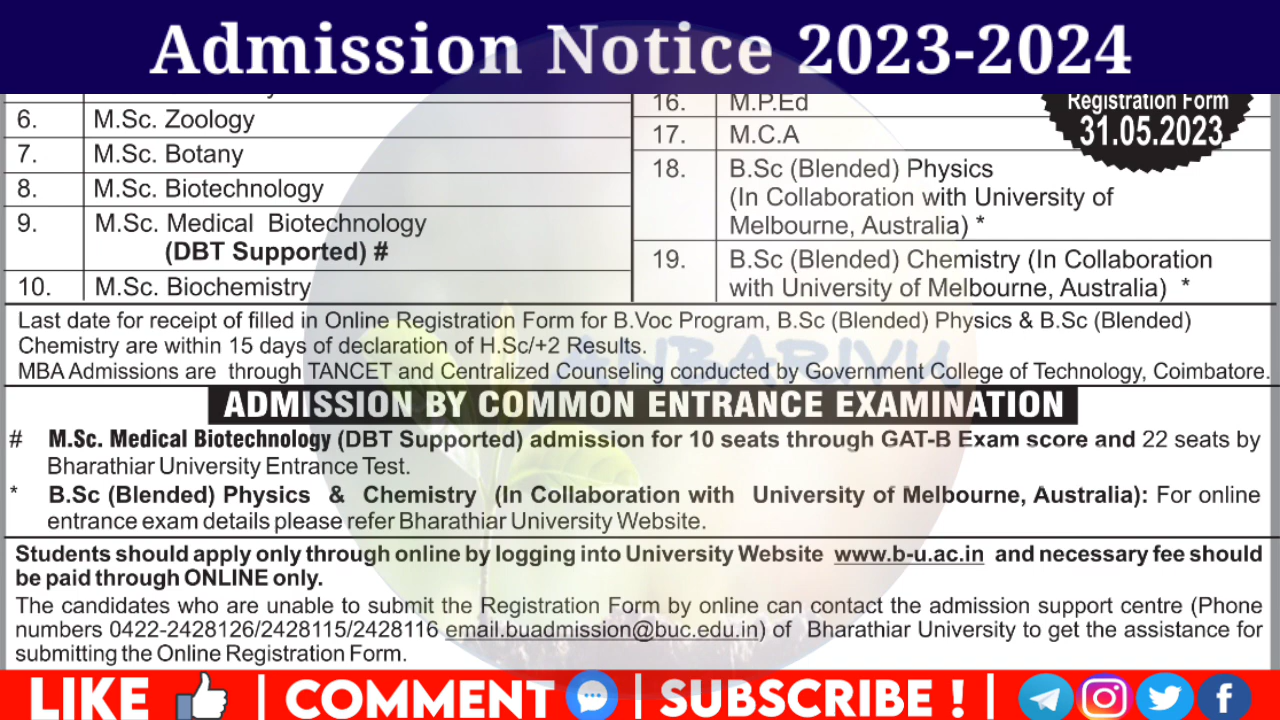 Admission Notice 2023-2024
Registration Form
31.05.2023
6. M.Sc. Zoology
7. M.Sc. Botany
8. M.Sc. Biotechnology
9. M.Sc. Medical Biotechnology
(DBT Supported) #
10. M.Sc. Biochemistry
16. M.P.Ed
17. M.C.A
18. B.Sc (Blended) Physics
(In Collaboration with University of
Melbourne, Australia) *
19. B.Sc (Blended) Chemistry (In Collaboration
with University of Melbourne, Australia) *
Last date for receipt of filled in Online Registration Form for B.Voc Program, B.Sc (Blended) Physics & B.Sc (Blended)
Chemistry are within 15 days of declaration of H.Sc/+2 Results.
ANBARIVU
MBA Admissions are through TANCET and Centralized Counseling conducted by Government College of Technology, Coimbatore.
ADMISSION BY COMMON ENTRANCE EXAMINATION
# M.Sc. Medical Biotechnology (DBT Supported) admission for 10 seats through GAT-B Exam score and 22 seats by
Bharathiar University Entrance Test.
* B.Sc (Blended) Physics & Chemistry (In Collaboration with University of Melbourne, Australia): For online
entrance exam details please refer Bharathiar University Website.
Students should apply only through online by logging into University Website www.b-u.ac.in and necessary fee should
be paid through ONLINE only.
The candidates who are unable to submit the Registration Form by online can contact the admission support centre (Phone
numbers 0422-2428126/2428115/2428116 email.buadmission@buc.edu.in) of Bharathiar University to get the assistance for
submitting the Online Registration Form.
LIKE | COMMENT | SUBSCRIBE ! |